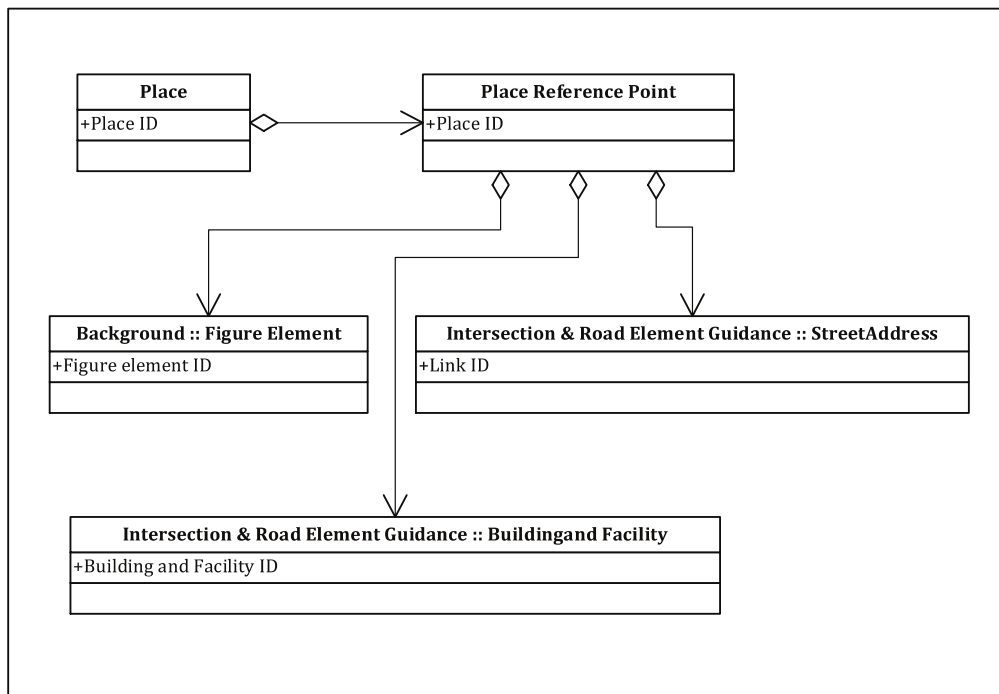 Place
+Place ID
Place Reference Point
+Place ID
Background :: Figure Element
+Figure element ID
Intersection & Road Element Guidance :: StreetAddress
+Link ID
Intersection & Road Element Guidance :: Buildingand Facility
+Building and Facility ID